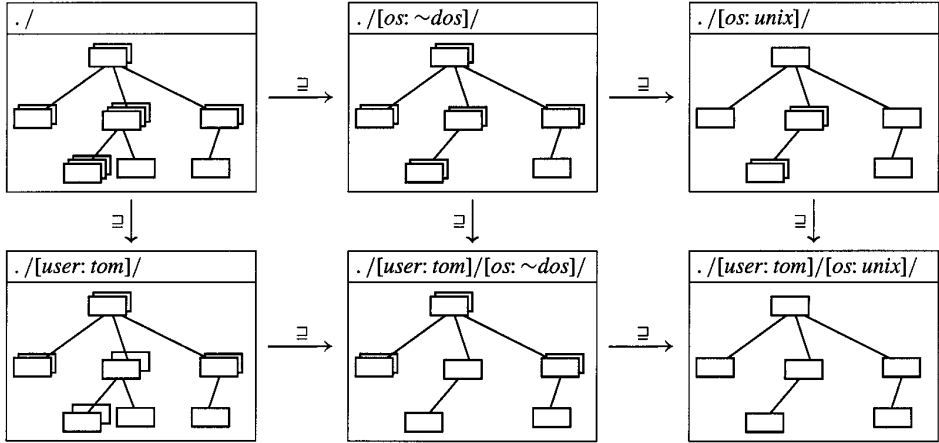 . /
. /[os: ~dos]/
. /[os: unix]/
⊒
⊒
⊒
⊒
⊒
. /[user: tom]/
. /[user: tom]/[os: ~dos]/
. /[user: tom]/[os: unix]/
⊒
⊒